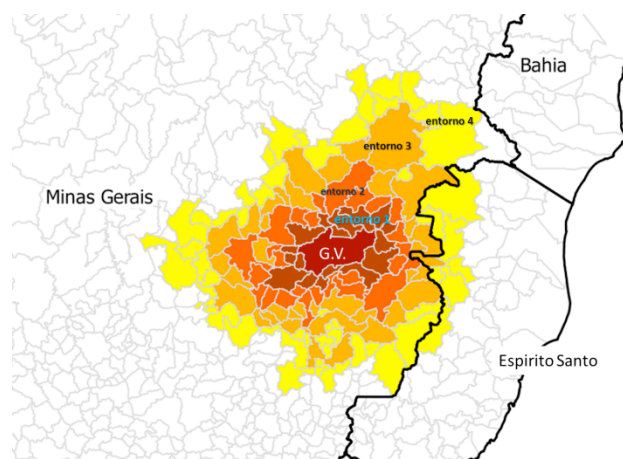 Bahia
entorno 4
entorno 3
Minas Gerais
entorno 2
entorno 1
G.V.
Espirito Santo